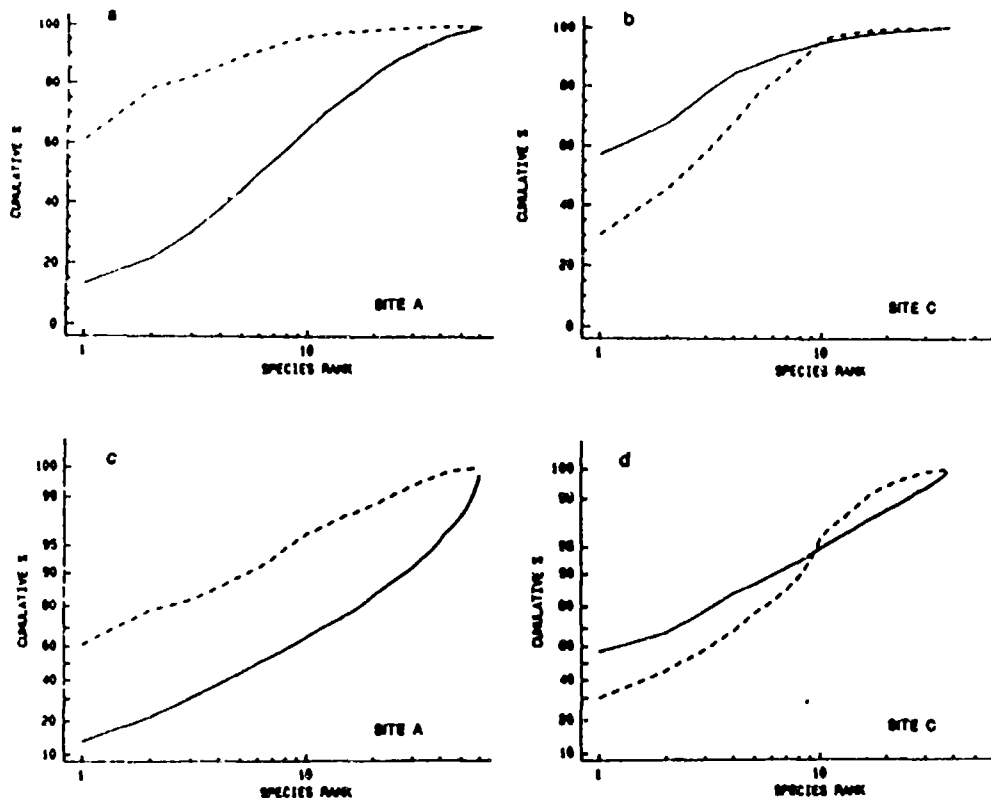 a
100
80
60
40
20
0
CUMULATIVE %
SITE A
1
10
SPECIES RANK
b
100
80
60
40
20
0
CUMULATIVE %
SITE C
1
10
SPECIES RANK
c
100
99
95
90
80
60
40
20
10
CUMULATIVE %
SITE A
1
10
SPECIES RANK
d
100
99
95
90
80
60
40
20
10
CUMULATIVE %
SITE C
1
10
SPECIES RANK